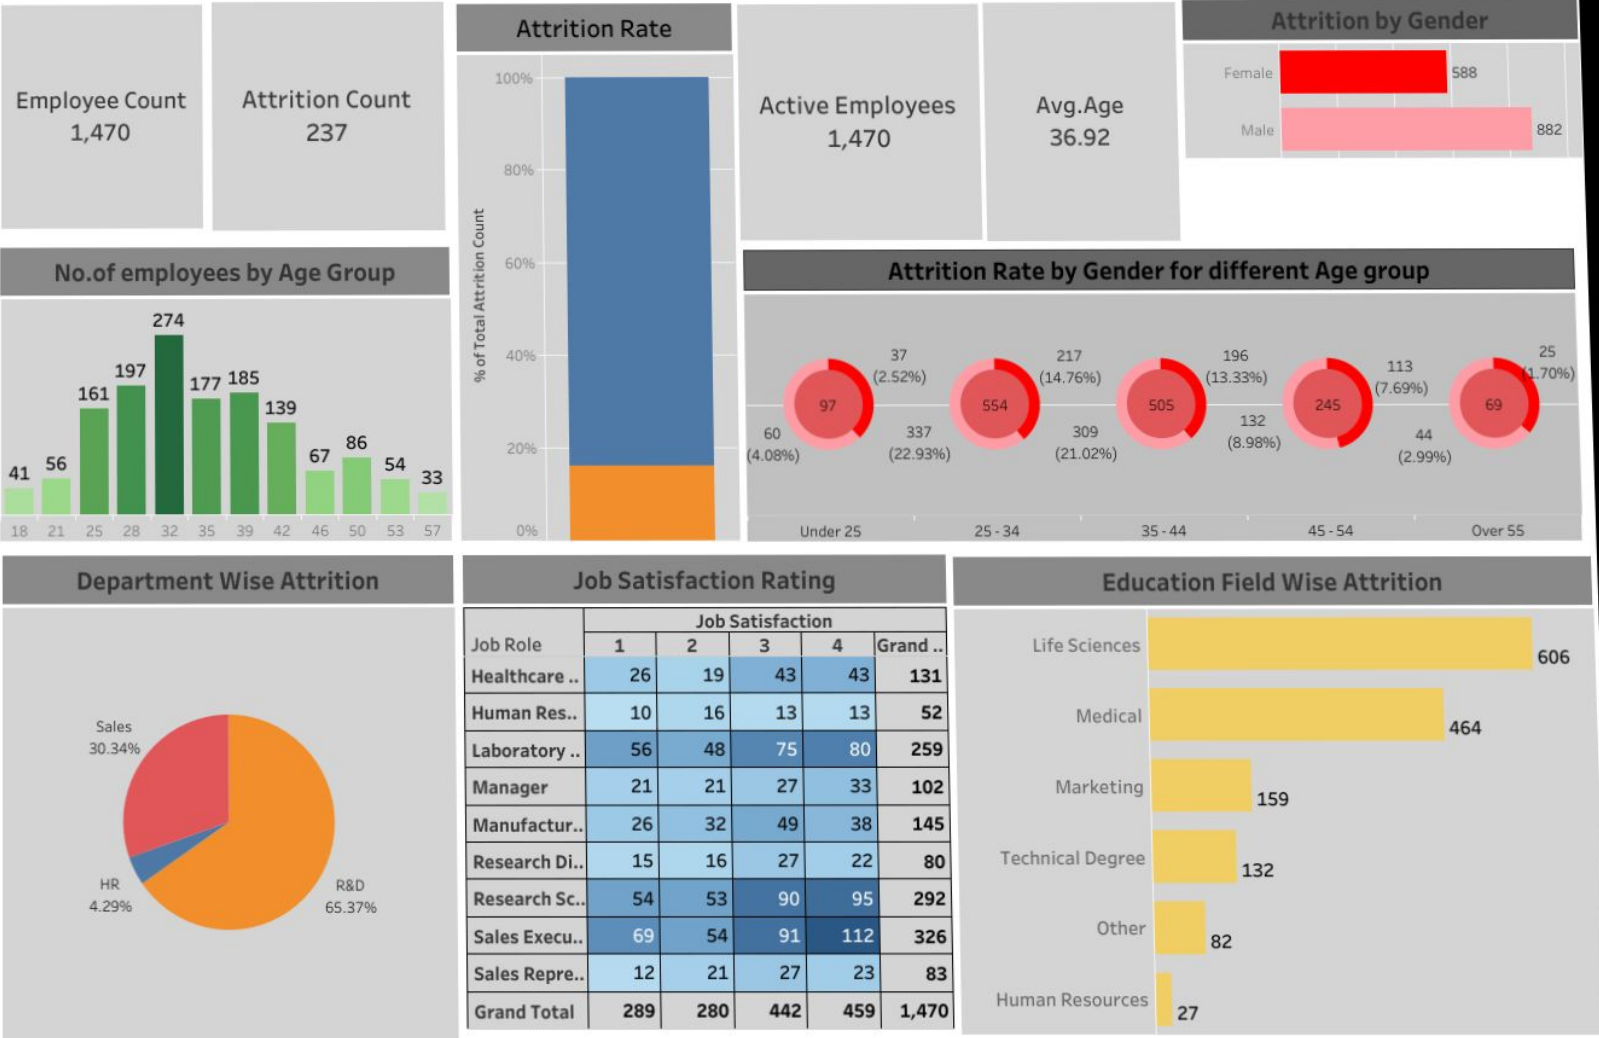 Employee Count
1,470
Attrition Count
237
Attrition Rate
100%
80%
60%
40%
20%
0%
% of Total Attrition Count
Active Employees
1,470
Avg.Age
36.92
Attrition by Gender
Female
588
Male
882
No.of employees by Age Group
41
56
161
197
274
177
185
139
67
86
54
33
18 21 25 28 32 35 39 42 46 50 53 57
Attrition Rate by Gender for different Age group
37
(2.52%)
97
60
(4.08%)
217
(14.76%)
554
337
(22.93%)
196
(13.33%)
505
309
(21.02%)
113
(7.69%)
245
132
(8.98%)
25
(1.70%)
69
44
(2.99%)
Under 25
25 - 34
35 - 44
45 - 54
Over 55
Department Wise Attrition
Sales
30.34%
HR
4.29%
R&D
65.37%
Job Satisfaction Rating
Job Satisfaction
Job Role 1 2 3 4 Grand ..
Healthcare .. 26 19 43 43 131
Human Res.. 10 16 13 13 52
Laboratory .. 56 48 75 80 259
Manager 21 21 27 33 102
Manufactur.. 26 32 49 38 145
Research Di.. 15 16 27 22 80
Research Sc.. 54 53 90 95 292
Sales Execu.. 69 54 91 112 326
Sales Repre.. 12 21 27 23 83
Grand Total 289 280 442 459 1,470
Education Field Wise Attrition
Life Sciences 606
Medical 464
Marketing 159
Technical Degree 132
Other 82
Human Resources 27